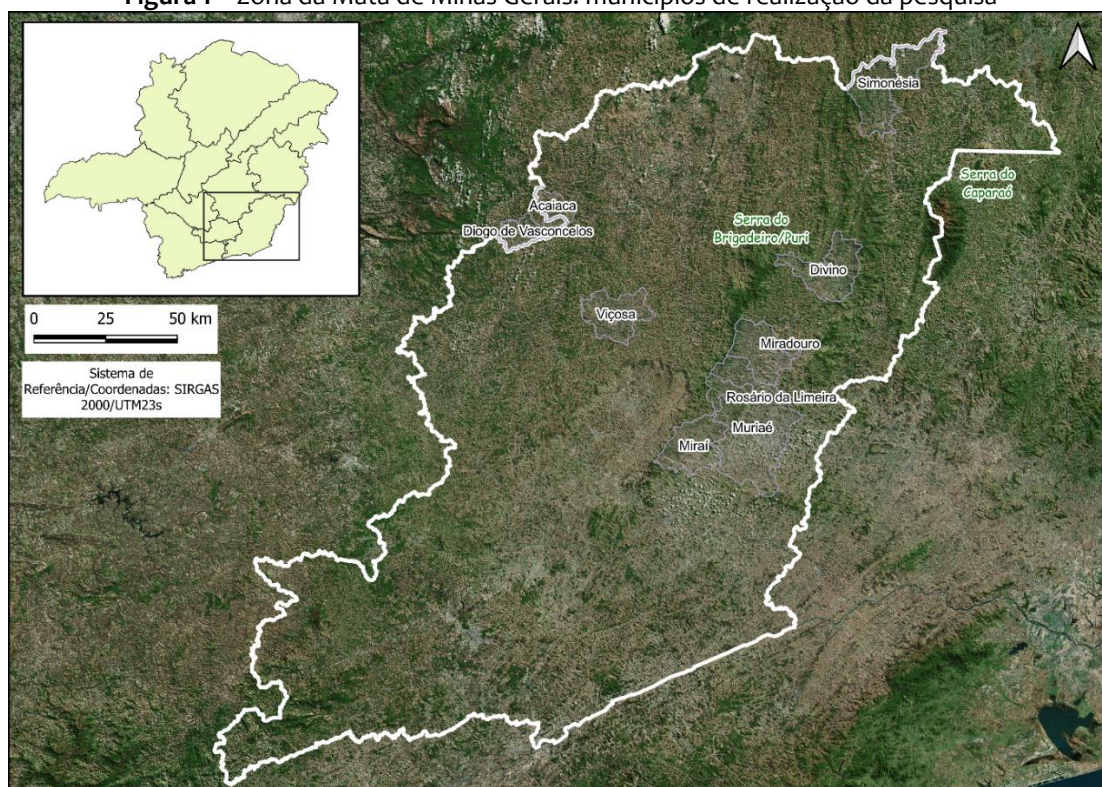 Figura 1 - Zona da Mata de Minas Gerais: municípios de realização da pesquisa
Simonésia
Serra do
Caparaó
Acaiaca
Diogo de Vasconcelos
Serra do
Brigadeiro/Puri
Divino
Viçosa
0 25 50 km
Miradouro
Sistema de
Referência/Coordenadas: SIRGAS
2000/UTM23s
Rosário da Limeira
Muriaé
Miraí